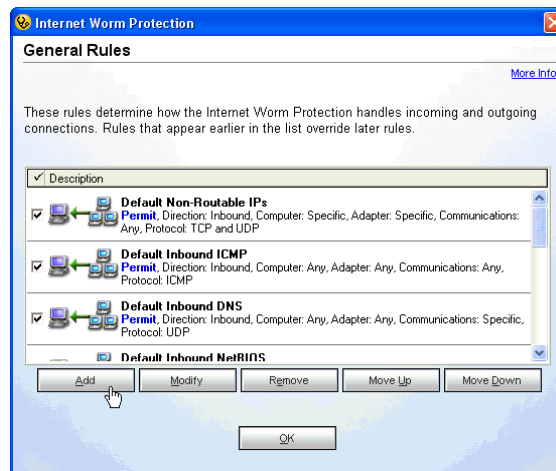 Internet Worm Protection
General Rules
More Info
These rules determine how the Internet Worm Protection handles incoming and outgoing
connections. Rules that appear earlier in the list override later rules.
✓ Description
Default Non-Routable IPs
Permit, Direction: Inbound, Computer: Specific, Adapter: Specific, Communications:
Any, Protocol: TCP and UDP
Default Inbound ICMP
Permit, Direction: Inbound, Computer: Any, Adapter: Any, Communications: Any,
Protocol: ICMP
Default Inbound DNS
Permit, Direction: Inbound, Computer: Any, Adapter: Any, Communications: Specific,
Protocol: UDP
Default Inbound NetBIOS
Add Modify Remove Move Up Move Down
OK